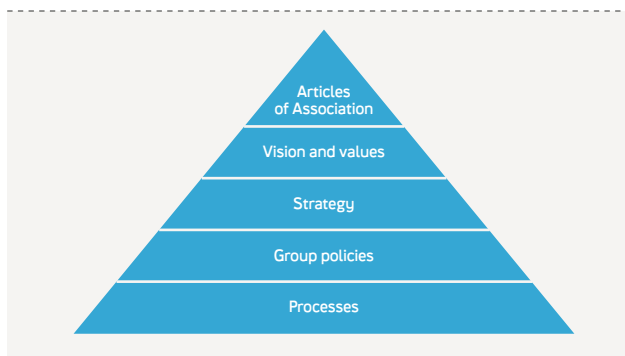 Articles
of Association
Vision and values
Strategy
Group policies
Processes